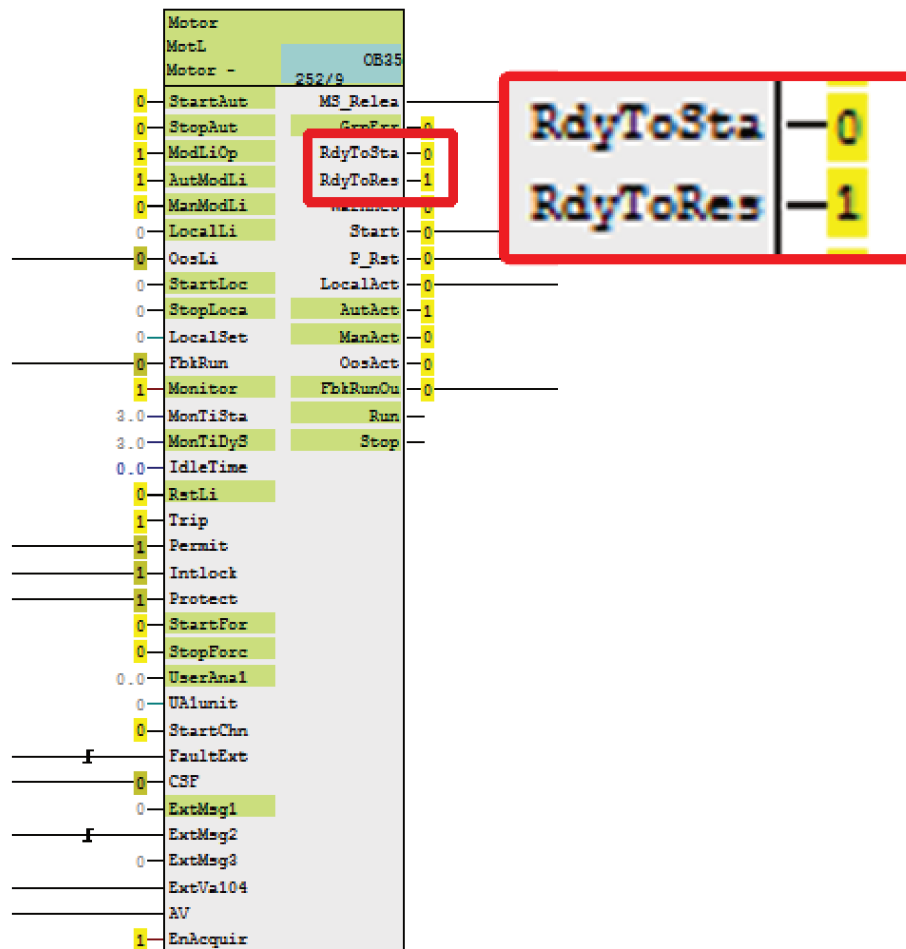 Motor
MotL
Motor - OB35
252/9
0 StartAut MS_Relea
0 StopAut GrpErr 0
1 ModLiOp RdyToSta 0
1 AutModLi RdyToRes 1
0 ManModLi 0
0 LocalLi Start 0
0 OosLi P_Rst 0
0 StartLoc LocalAct 0
0 StopLoca AutAct 1
0 LocalSet ManAct 0
0 FbkRun OosAct 0
1 Monitor FbkRunOu 0
3.0 MonTiSta Run
3.0 MonTiDyS Stop
0.0 IdleTime
0 RstLi
1 Trip
1 Permit
1 Intlock
1 Protect
0 StartFor
0 StopForc
0.0 UserAna1
0 UA1unit
0 StartChn
FaultExt
0 CSF
0 ExtMsg1
ExtMsg2
0 ExtMsg3
ExtVa104
AV
1 EnAcquir
RdyToSta 0
RdyToRes 1